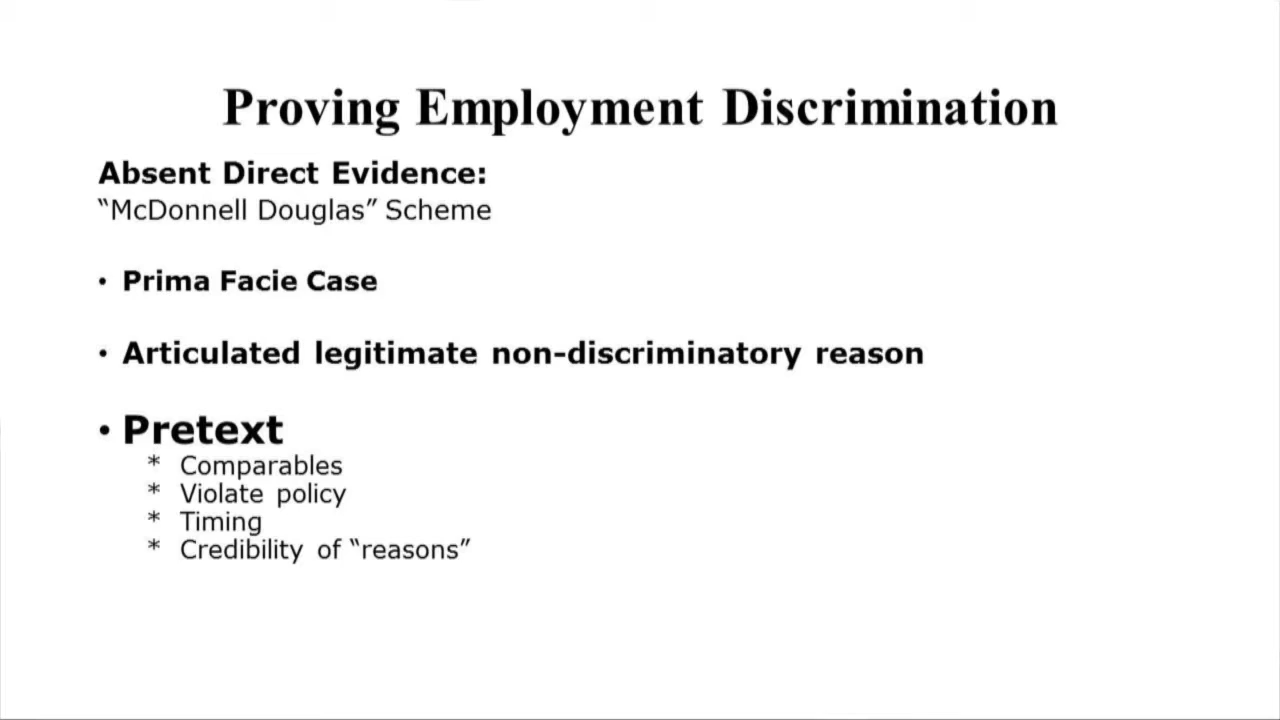 Proving Employment Discrimination
Absent Direct Evidence:
“McDonnell Douglas” Scheme
• Prima Facie Case
• Articulated legitimate non-discriminatory reason
• Pretext
* Comparables
* Violate policy
* Timing
* Credibility of “reasons”